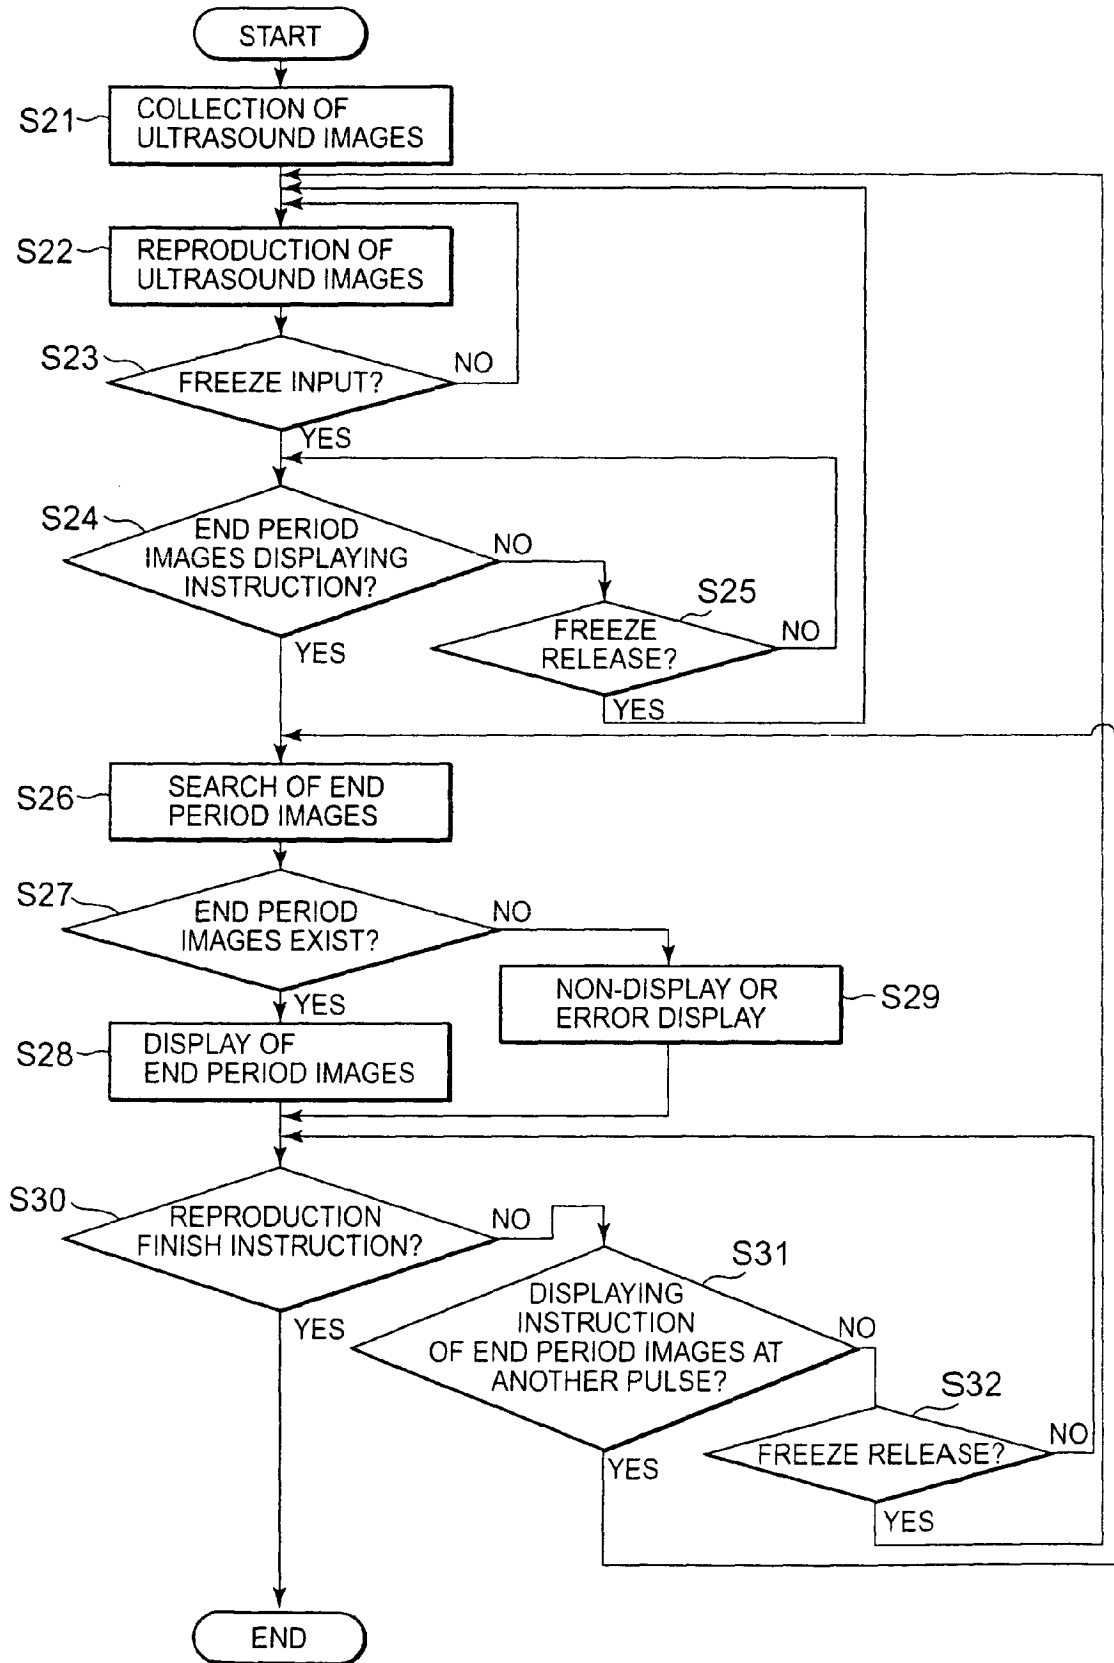 START
S21
COLLECTION OF
ULTRASOUND IMAGES
S22
REPRODUCTION OF
ULTRASOUND IMAGES
S23
FREEZE INPUT?
NO
YES
S24
END PERIOD
IMAGES DISPLAYING
INSTRUCTION?
NO
YES
S25
FREEZE
RELEASE?
NO
YES
S26
SEARCH OF END
PERIOD IMAGES
S27
END PERIOD
IMAGES EXIST?
NO
YES
NON-DISPLAY OR
ERROR DISPLAY
S29
S28
DISPLAY OF
END PERIOD IMAGES
S30
REPRODUCTION
FINISH INSTRUCTION?
NO
YES
S31
DISPLAYING
INSTRUCTION
OF END PERIOD IMAGES AT
ANOTHER PULSE?
NO
YES
S32
FREEZE RELEASE?
NO
YES
END